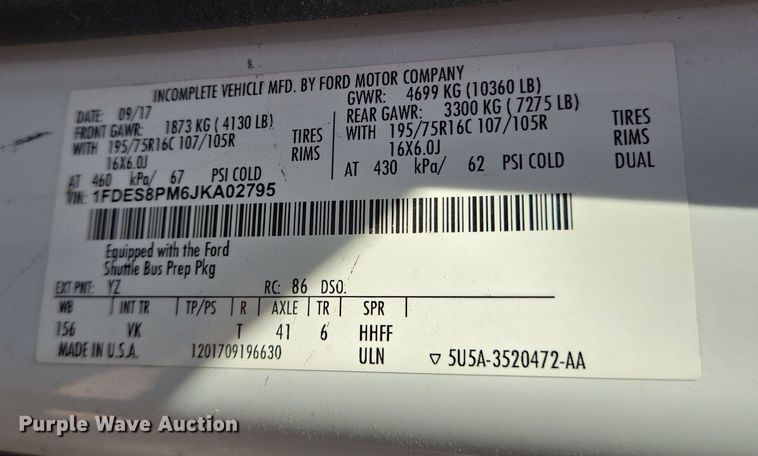 INCOMPLETE VEHICLE MFD. BY FORD MOTOR COMPANY
DATE: 09/17 GVWR: 4699 KG (10360 LB)
FRONT GAWR: 1873 KG ( 4130 LB) REAR GAWR: 3300 KG ( 7275 LB)
WITH 195/75R16C 107/105R TIRES WITH 195/75R16C 107/105R TIRES
16X6.0J RIMS 16X6.0J RIMS
AT 460 kPa/ 67 PSI COLD AT 430 kPa/ 62 PSI COLD DUAL
VIN: 1FDES8PM6JKA02795
Equipped with the Ford
Shuttle Bus Prep Pkg
EXT PNT: YZ RC: 86 DSO:
WB INT TR TP/PS R AXLE TR SPR
156 VK T 41 6 HHFF
MADE IN U.S.A. 1201709196630 ULN ▽ 5U5A-3520472-AA
Purple Wave Auction